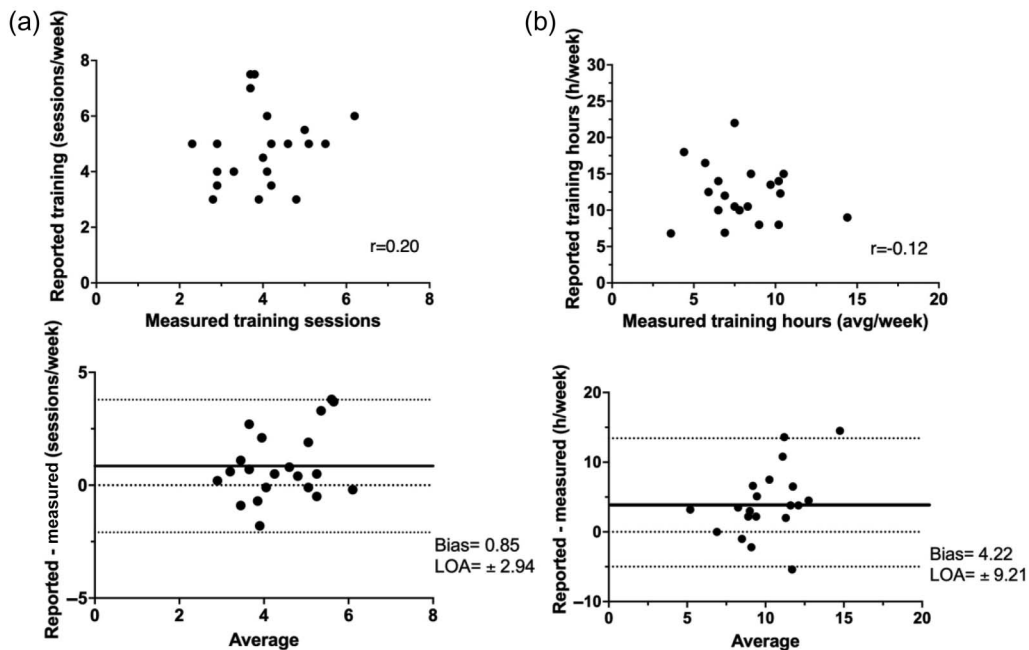 (a)
Reported training (sessions/week)
8
6
4
2
0
r=0.20
0 2 4 6 8
Measured training sessions
(b)
Reported training hours (h/week)
30
25
20
15
10
5
0
r=-0.12
0 5 10 15 20
Measured training hours (avg/week)
Reported - measured (sessions/week)
5
0
–5
Bias= 0.85
LOA= ± 2.94
0 2 4 6 8
Average
Reported - measured (h/week)
20
10
0
–10
Bias= 4.22
LOA= ± 9.21
0 5 10 15 20
Average